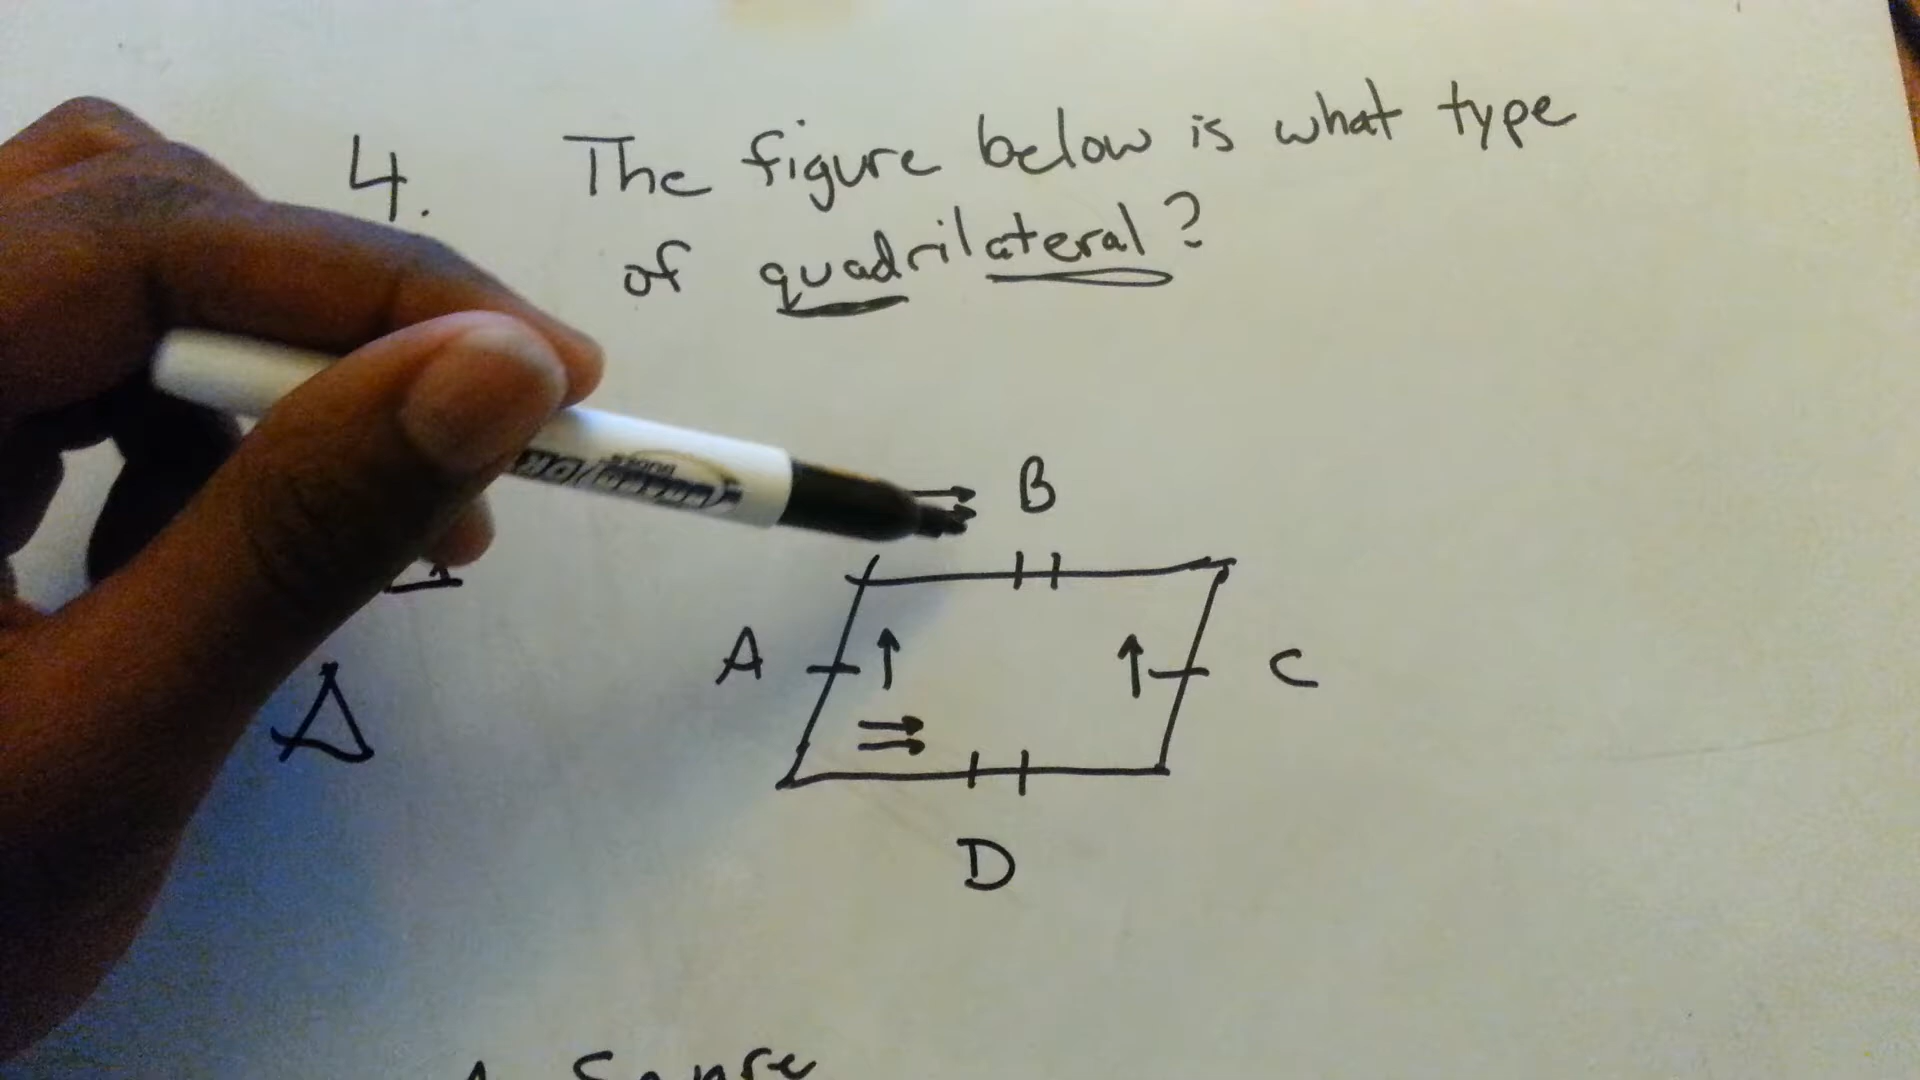 4. The figure below is what type
of quadrilateral?
B
A
C
D